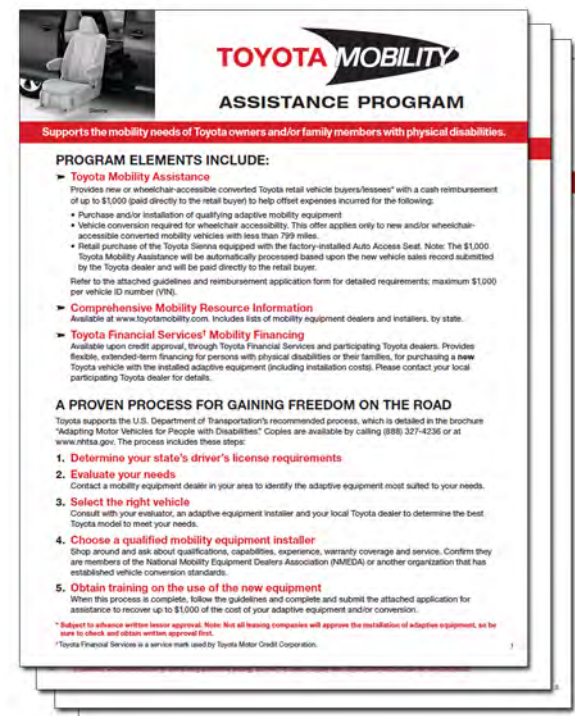 Sienna
TOYOTA MOBILITY
ASSISTANCE PROGRAM
Supports the mobility needs of Toyota owners and/or family members with physical disabilities.
PROGRAM ELEMENTS INCLUDE:
➤ Toyota Mobility Assistance
Provides new or wheelchair-accessible converted Toyota retail vehicle buyers/lessees* with a cash reimbursement
of up to $1,000 (paid directly to the retail buyer) to help offset expenses incurred for the following:
• Purchase and/or installation of qualifying adaptive mobility equipment
• Vehicle conversion required for wheelchair accessibility. This offer applies only to new and/or wheelchair-
accessible converted mobility vehicles with less than 799 miles.
• Retail purchase of the Toyota Sienna equipped with the factory-installed Auto Access Seat. Note: The $1,000
Toyota Mobility Assistance will be automatically processed based upon the new vehicle sales record submitted
by the Toyota dealer and will be paid directly to the retail buyer.
Refer to the attached guidelines and reimbursement application form for detailed requirements; maximum $1,000
per vehicle ID number (VIN).
➤ Comprehensive Mobility Resource Information
Available at www.toyotamobility.com. Includes lists of mobility equipment dealers and installers, by state.
➤ Toyota Financial Services† Mobility Financing
Available upon credit approval, through Toyota Financial Services and participating Toyota dealers. Provides
flexible, extended-term financing for persons with physical disabilities or their families, for purchasing a new
Toyota vehicle with the installed adaptive equipment (including installation costs). Please contact your local
participating Toyota dealer for details.
A PROVEN PROCESS FOR GAINING FREEDOM ON THE ROAD
Toyota supports the U.S. Department of Transportation's recommended process, which is detailed in the brochure
"Adapting Motor Vehicles for People with Disabilities." Copies are available by calling (888) 327-4236 or at
www.nhtsa.gov. The process includes these steps:
1. Determine your state's driver's license requirements
2. Evaluate your needs
Contact a mobility equipment dealer in your area to identify the adaptive equipment most suited to your needs.
3. Select the right vehicle
Consult with your evaluator, an adaptive equipment installer and your local Toyota dealer to determine the best
Toyota model to meet your needs.
4. Choose a qualified mobility equipment installer
Shop around and ask about qualifications, capabilities, experience, warranty coverage and service. Confirm they
are members of the National Mobility Equipment Dealers Association (NMEDA) or another organization that has
established vehicle conversion standards.
5. Obtain training on the use of the new equipment
When this process is complete, follow the guidelines and complete and submit the attached application for
assistance to recover up to $1,000 of the cost of your adaptive equipment and/or conversion.
* Subject to advance written lessor approval. Note: Not all leasing companies will approve the installation of adaptive equipment, so be
sure to check and obtain written approval first.
† Toyota Financial Services is a service mark used by Toyota Motor Credit Corporation.
1